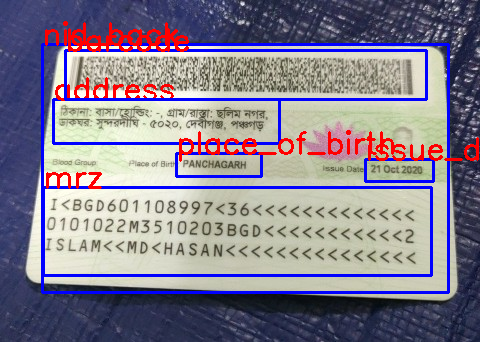 nid_back
barcode
address
ঠিকানা: বাসা/হোল্ডিং: -, গ্রাম/রাস্তা: ছলিম নগর,
ডাকঘর: সুন্দরদীঘি - ৫০২০, দেবীগঞ্জ, পঞ্চগড়
place_of_birth
issue_d
Blood Group:
Place of Birth
PANCHAGARH
Issue Date:
21 Oct 2020
mrz
I<BGD601108997<36<<<<<<<<<<<<<
0101022M3510203BGD<<<<<<<<<<<2
ISLAM<<MD<HASAN<<<<<<<<<<<<<<<